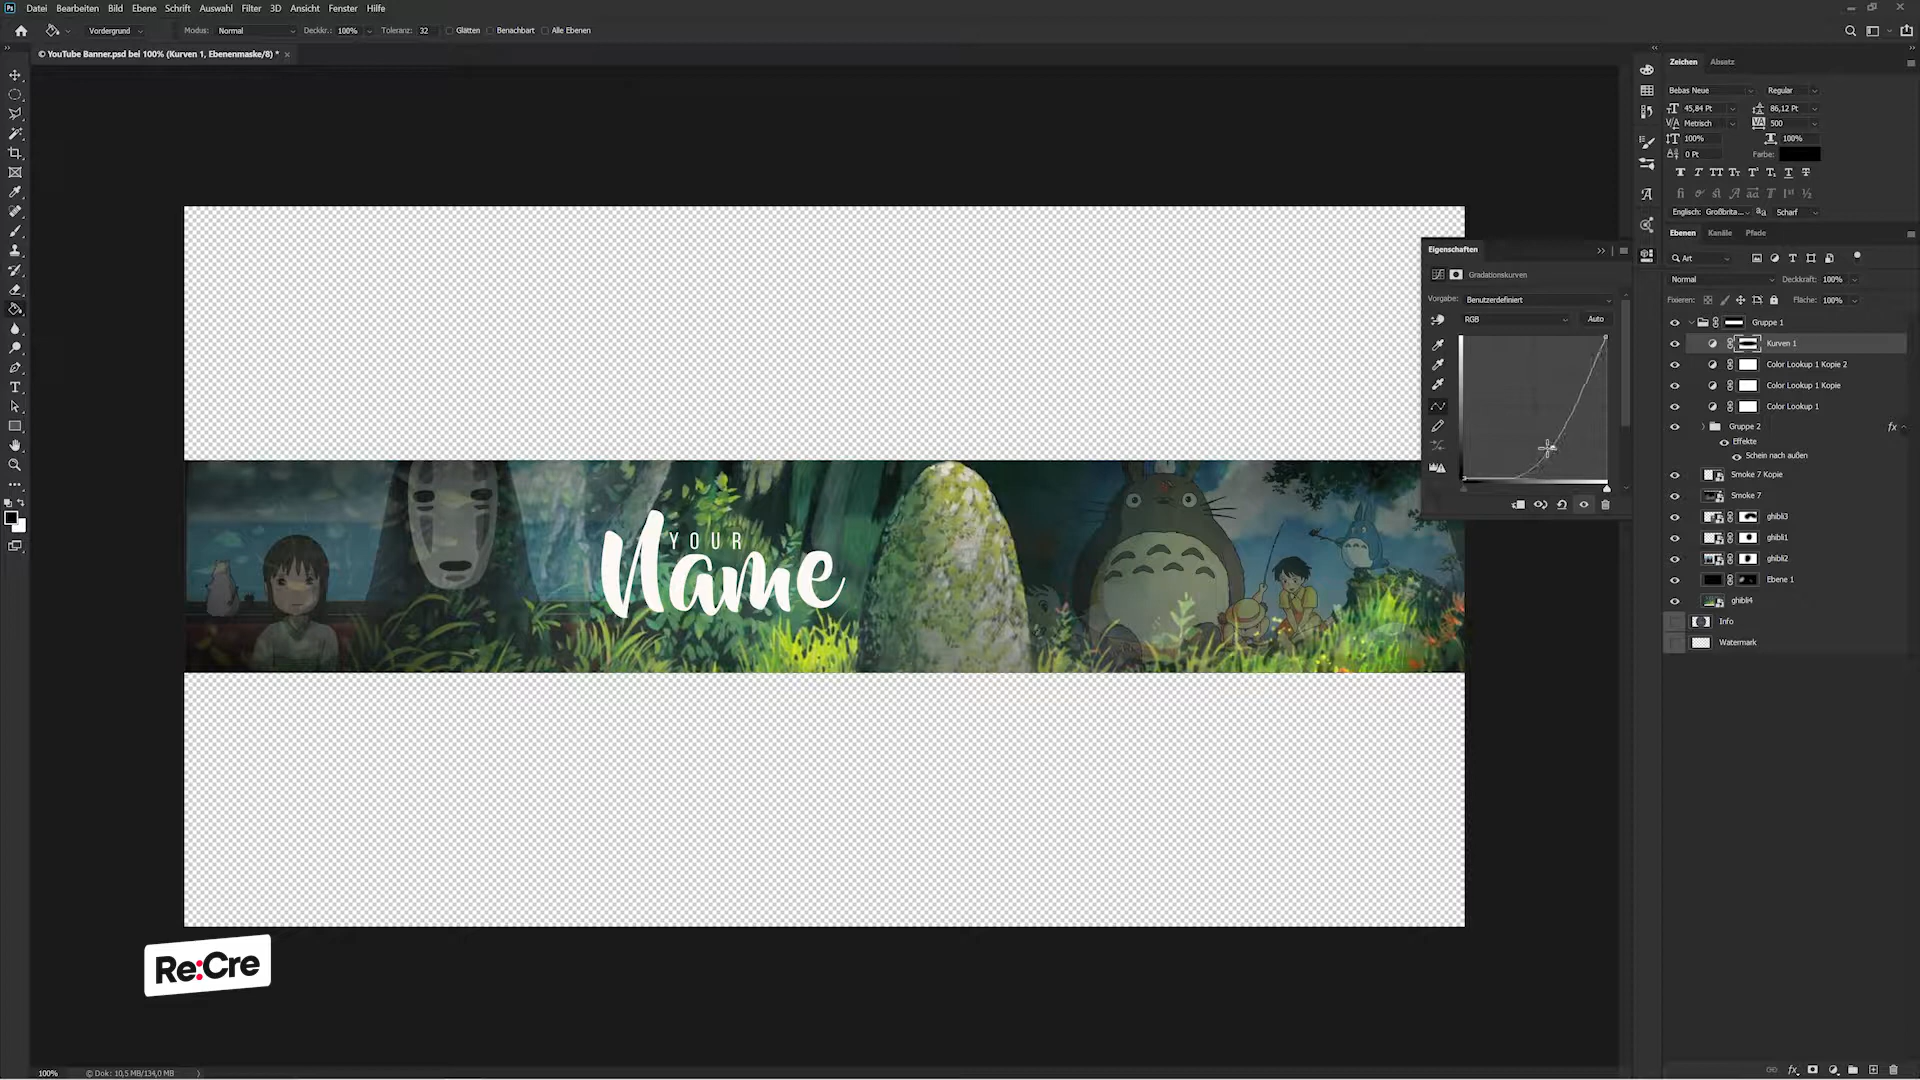 Ps Datei Bearbeiten Bild Ebene Schrift Auswahl Filter 3D Ansicht Fenster Hilfe
Vordergrund Modus: Normal Deckkr.: 100% Toleranz: 32 Glätten Benachbart Alle Ebenen
© YouTube Banner.psd bei 100% (Kurven 1, Ebenenmaske/8) *
Zeichen Absatz
Bebas Neue Regular
45,84 Pt 86,12 Pt
Metrisch 500
100% 100%
0 Pt Farbe:
Englisch: Großbrita... Scharf
Ebenen Kanäle Pfade
Art
Normal Deckkraft: 100%
Fixieren: Fläche: 100%
Gruppe 1
Kurven 1
Color Lookup 1 Kopie 2
Color Lookup 1 Kopie
Color Lookup 1
Gruppe 2 fx
Effekte
Schein nach außen
Smoke 7 Kopie
Smoke 7
ghibli3
ghibli1
ghibli2
Ebene 1
ghibli4
Info
Watermark
Eigenschaften
Gradationskurven
Vorgabe: Benutzerdefiniert
RGB Auto
YOUR
Name
Re:Cre
100% © Dok: 10,5 MB/134,0 MB